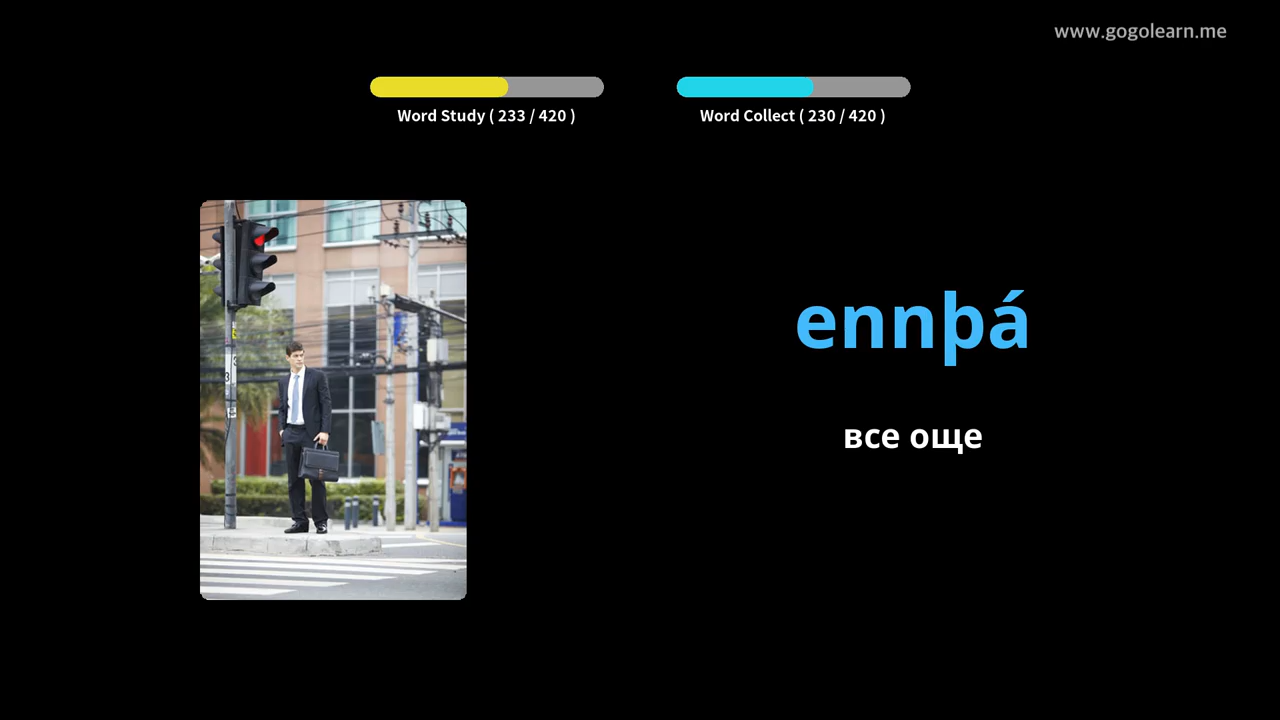 www.gogolearn.me
Word Study ( 233 / 420 )
Word Collect ( 230 / 420 )
ennþá
все още